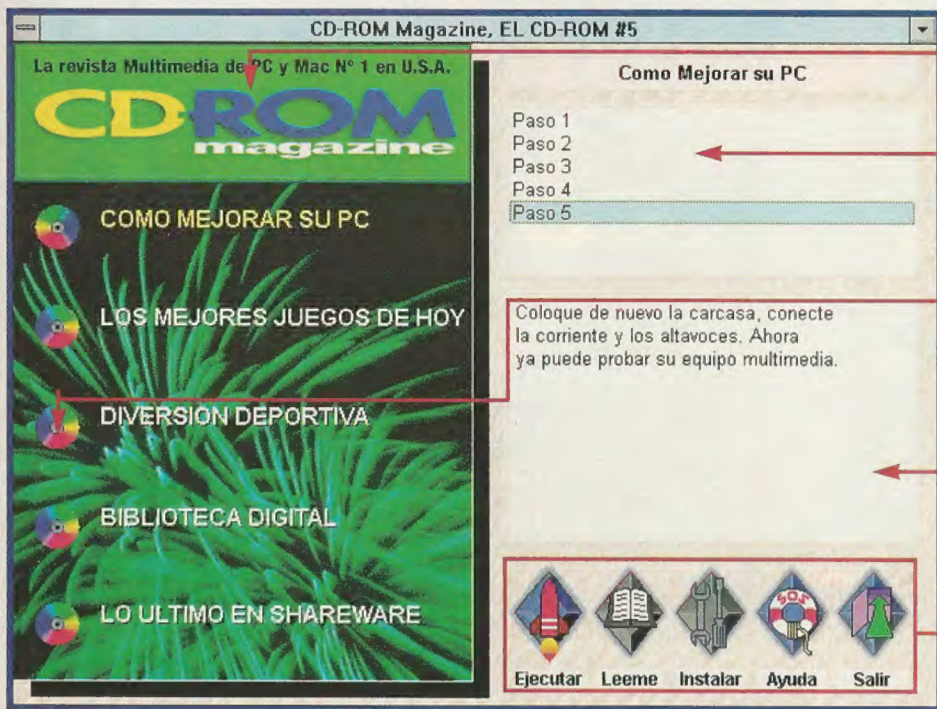 CD-ROM Magazine, EL CD-ROM #5
La revista Multimedia de PC y Mac Nº 1 en U.S.A.
CD-ROM
magazine
COMO MEJORAR SU PC
LOS MEJORES JUEGOS DE HOY
DIVERSION DEPORTIVA
BIBLIOTECA DIGITAL
LO ULTIMO EN SHAREWARE
Como Mejorar su PC
Paso 1
Paso 2
Paso 3
Paso 4
Paso 5
Coloque de nuevo la carcasa, conecte
la corriente y los altavoces. Ahora
ya puede probar su equipo multimedia.
SOS
Ejecutar Leeme Instalar Ayuda Salir